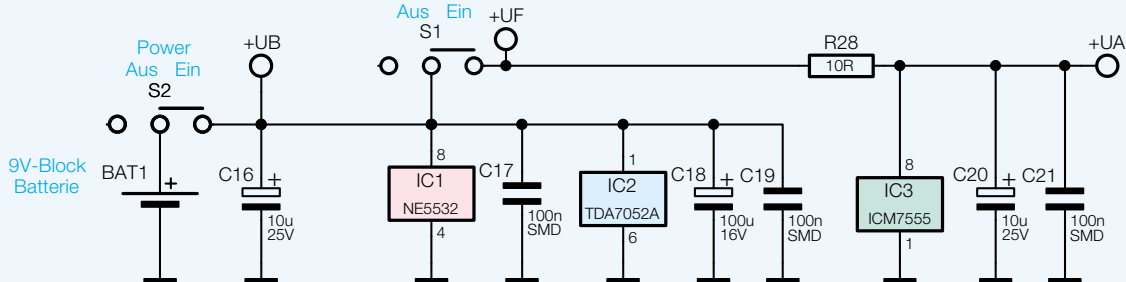 Aus Ein
S1
+UF
Power
Aus Ein
S2
+UB
R28
10R
+UA
9V-Block
Batterie
BAT1
+
C16
+
10u
25V
8
IC1
NE5532
4
C17
100n
SMD
1
IC2
TDA7052A
6
C18
+
100u
16V
C19
100n
SMD
8
IC3
ICM7555
1
C20
+
10u
25V
C21
100n
SMD